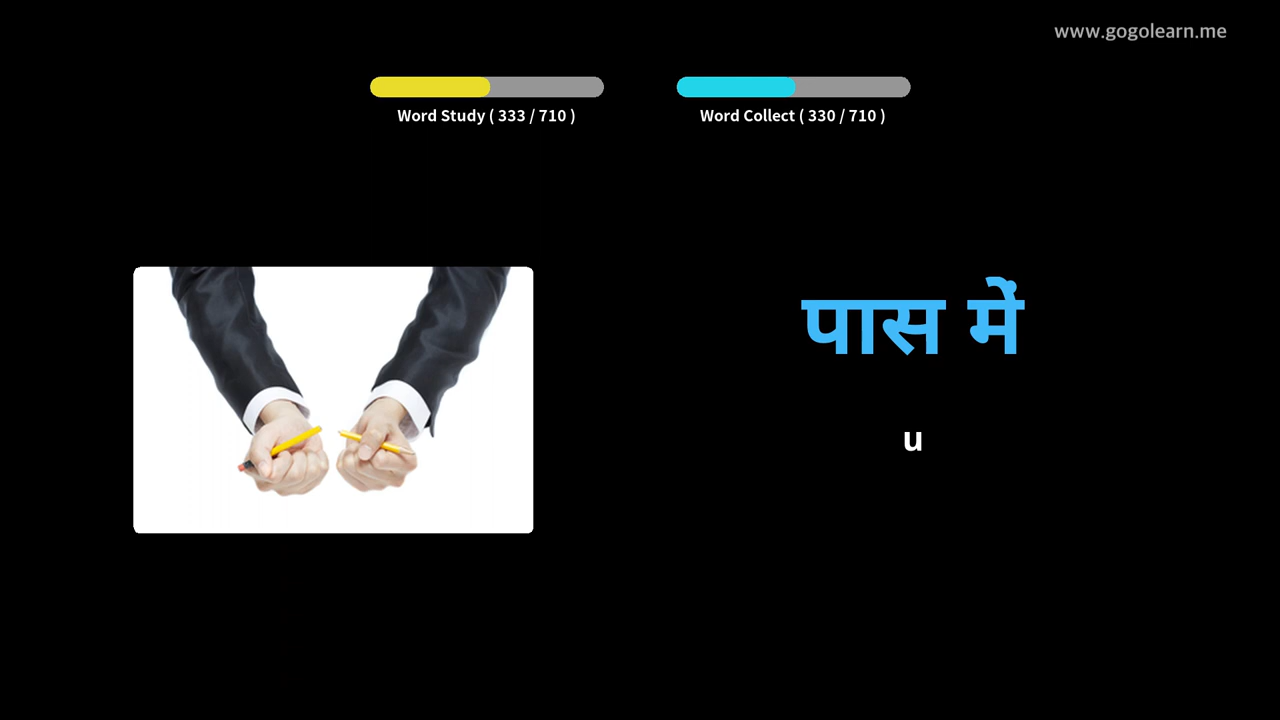 www.gogolearn.me
Word Study ( 333 / 710 )
Word Collect ( 330 / 710 )
पास में
u